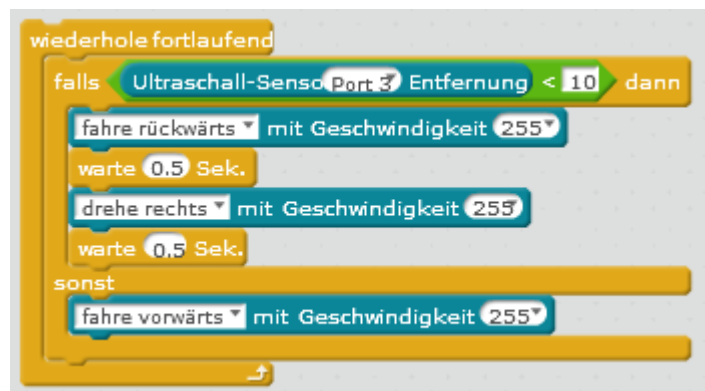 wiederhole fortlaufend
falls Ultraschall-Senso Port 3 Entfernung < 10 dann
fahre rückwärts mit Geschwindigkeit 255
warte 0.5 Sek.
drehe rechts mit Geschwindigkeit 255
warte 0.5 Sek.
sonst
fahre vorwärts mit Geschwindigkeit 255